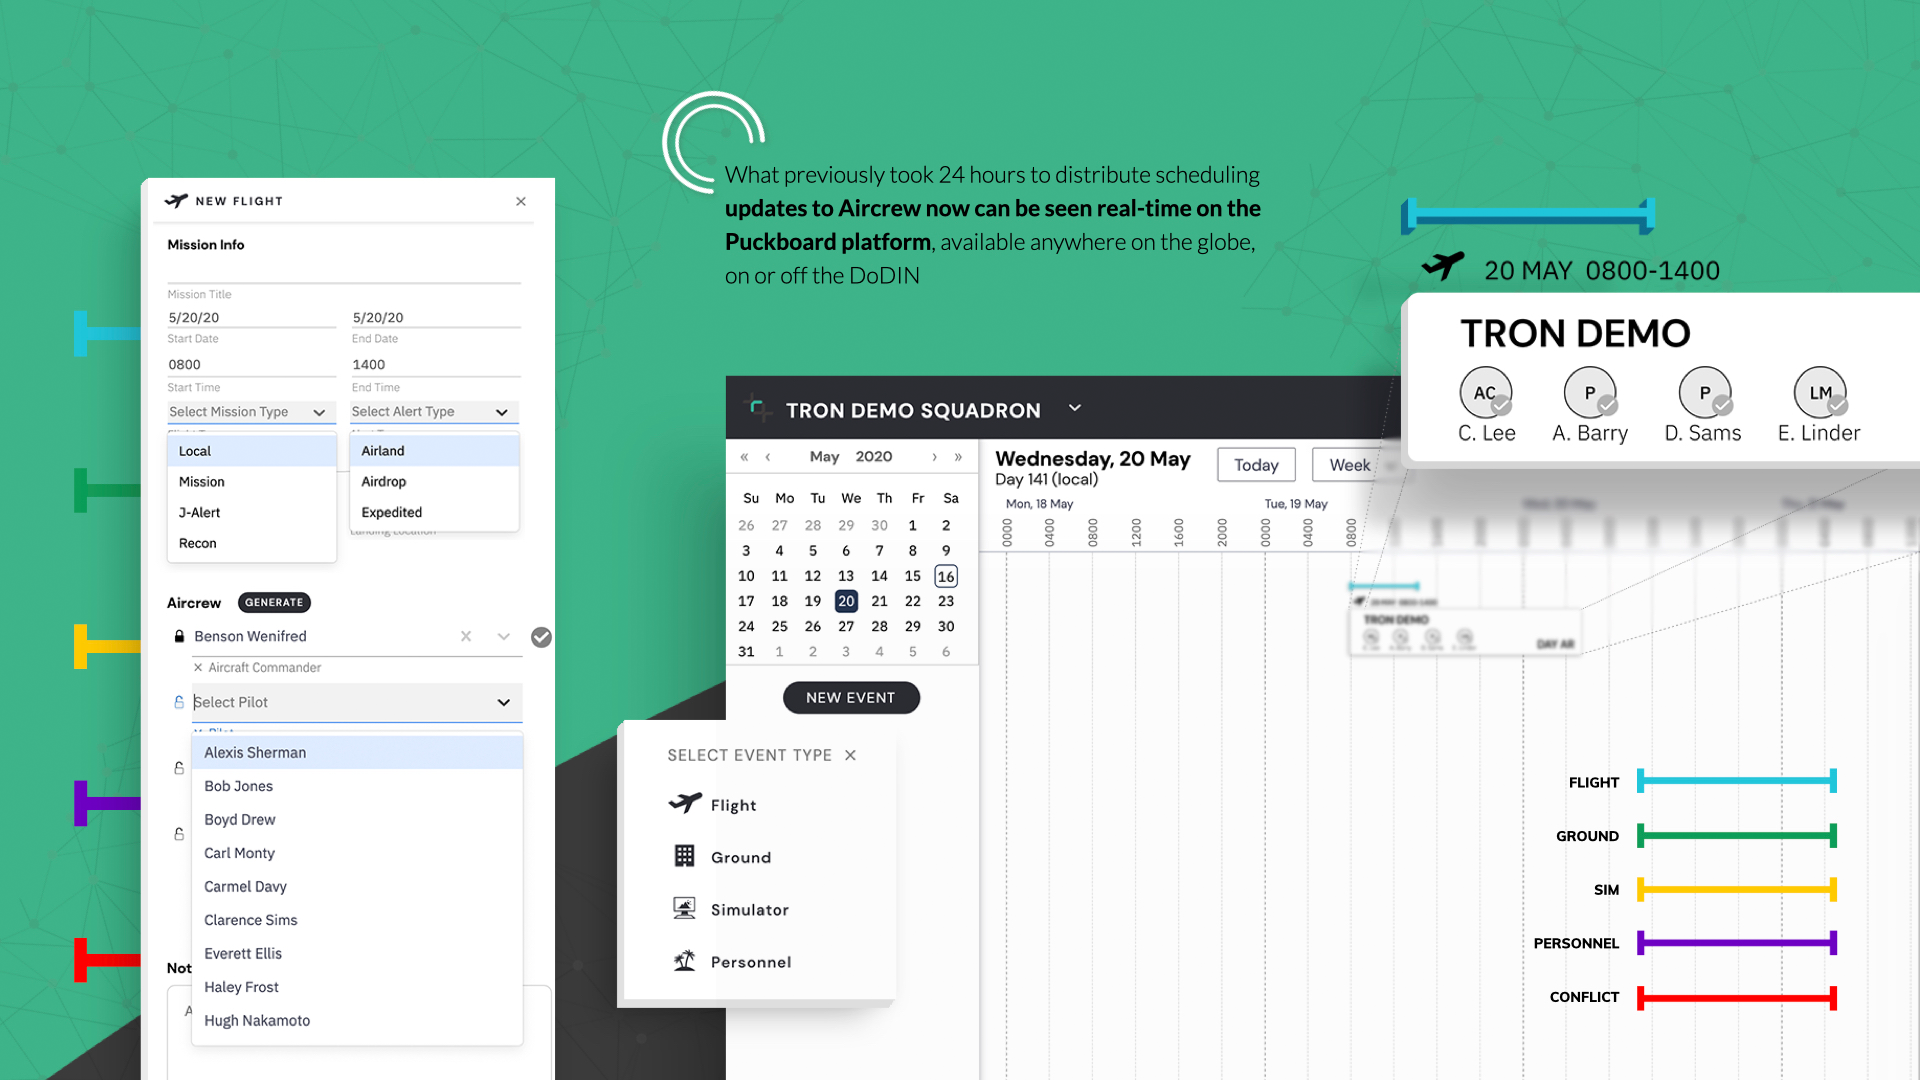 What previously took 24 hours to distribute scheduling
updates to Aircrew now can be seen real-time on the
Puckboard platform, available anywhere on the globe,
on or off the DoDIN
NEW FLIGHT
Mission Info
Mission Title
5/20/20 5/20/20
Start Date End Date
0800 1400
Start Time End Time
Select Mission Type Select Alert Type
Local Airland
Mission Airdrop
J-Alert Expedited
Landing Location
Recon
Aircrew GENERATE
Benson Wenifred
× Aircraft Commander
Select Pilot
Alexis Sherman
Bob Jones
Boyd Drew
Carl Monty
Carmel Davy
Clarence Sims
Everett Ellis
Not
Haley Frost
A
Hugh Nakamoto
20 MAY 0800-1400
TRON DEMO
AC P P LM
C. Lee A. Barry D. Sams E. Linder
TRON DEMO SQUADRON
« ‹ May 2020 › »
Su Mo Tu We Th Fr Sa
26 27 28 29 30 1 2
3 4 5 6 7 8 9
10 11 12 13 14 15 16
17 18 19 20 21 22 23
24 25 26 27 28 29 30
31 1 2 3 4 5 6
NEW EVENT
Wednesday, 20 May Today Week
Day 141 (local)
Mon, 18 May Tue, 19 May
0000 0400 0800 1200 1600 2000 0000 0400 0800
20 MAY 0800-1400
TRON DEMO
DAY AR
SELECT EVENT TYPE ×
Flight
Ground
Simulator
Personnel
FLIGHT
GROUND
SIM
PERSONNEL
CONFLICT